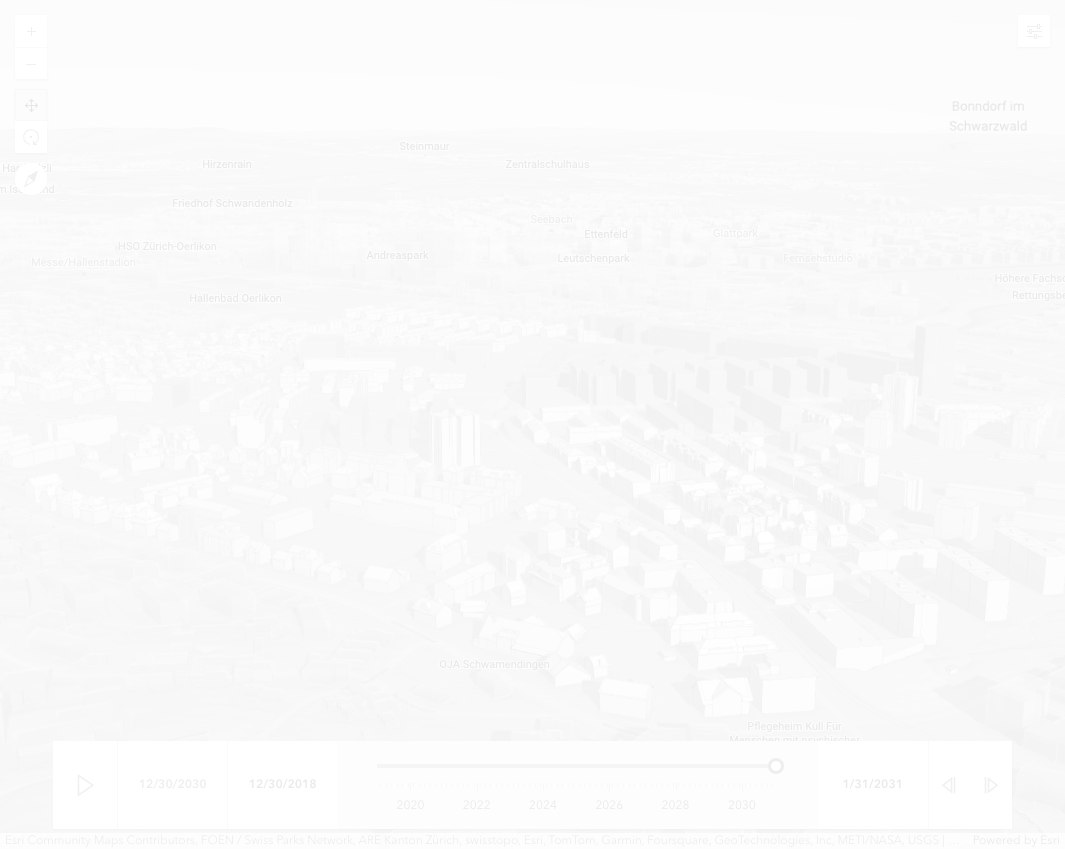 Bonndorf im
Schwarzwald
Steinmaur
Hirzenrain
Zentralschulhaus
Friedhof Schwandenholz
Seebach
Ettenfeld
Glattpark
HSO Zürich-Oerlikon
Andreaspark
Leutschenpark
Fernsehstudio
Messe/Hallenstadion
Hallenbad Oerlikon
Höhere Fachs
Rettungsbe
OJA Schwamendingen
Pflegeheim Kull Für
Menschen mit psychischer
12/30/2030
12/30/2018
2020 2022 2024 2026 2028 2030
1/31/2031
Esri Community Maps Contributors, FOEN / Swiss Parks Network, ARE Kanton Zürich, swisstopo, Esri, TomTom, Garmin, Foursquare, GeoTechnologies, Inc, METI/NASA, USGS |
Powered by Esri